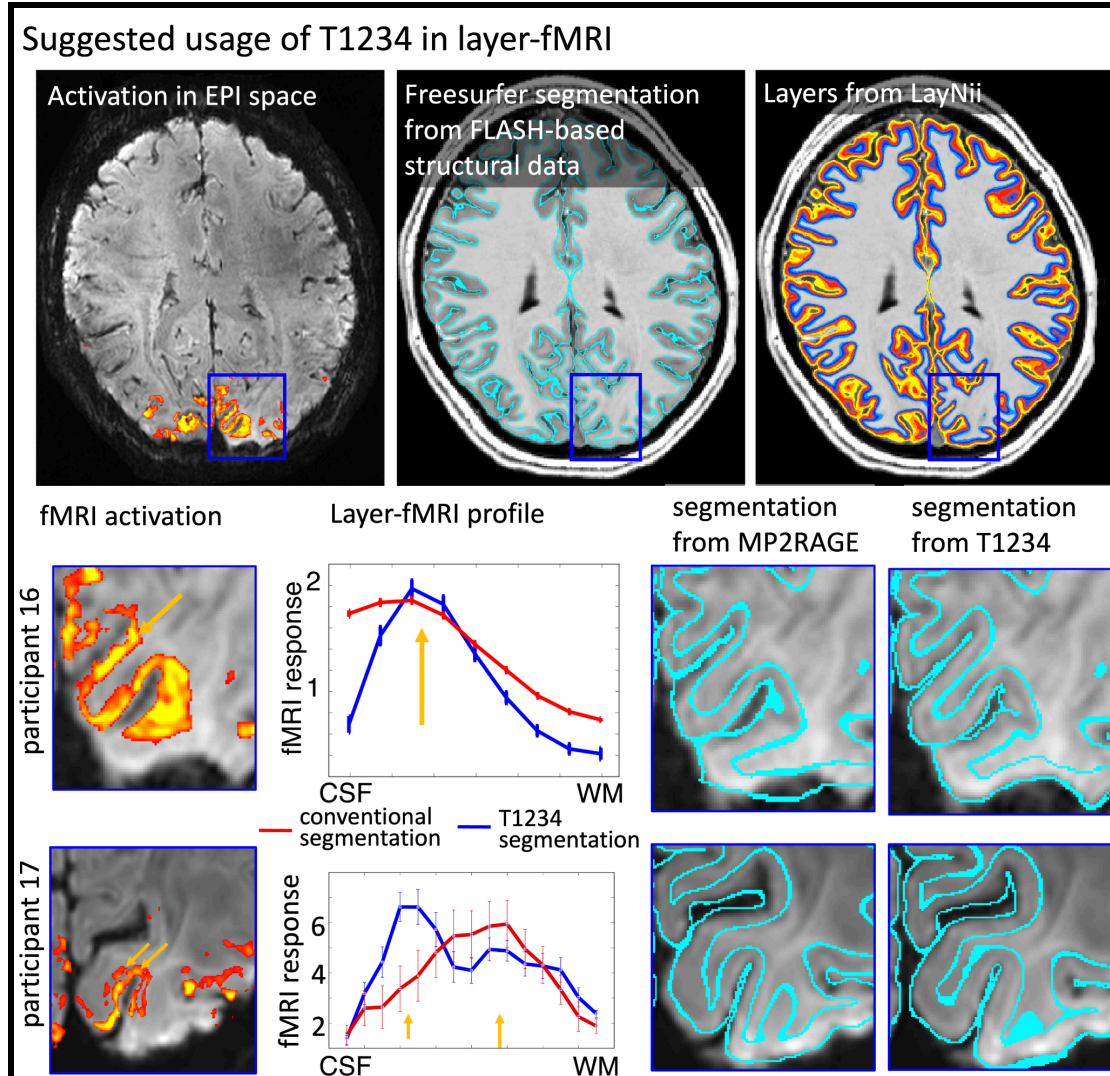 Suggested usage of T1234 in layer-fMRI
Activation in EPI space
Freesurfer segmentation
from FLASH-based
structural data
Layers from LayNii
fMRI activation
Layer-fMRI profile
segmentation
from MP2RAGE
segmentation
from T1234
participant 16
fMRI response
2
1
CSF
WM
conventional
segmentation
T1234
segmentation
participant 17
fMRI response
6
4
2
CSF
WM